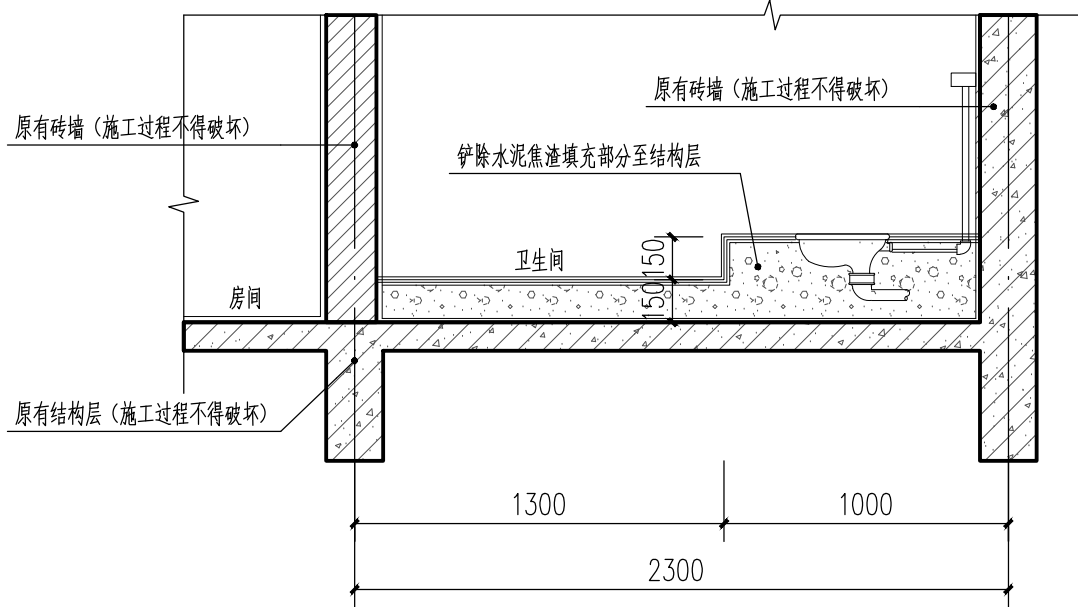 原有砖墙（施工过程不得破坏）
原有砖墙（施工过程不得破坏）
铲除水泥焦渣填充部分至结构层
卫生间
150
150
房间
原有结构层（施工过程不得破坏）
1300
1000
2300